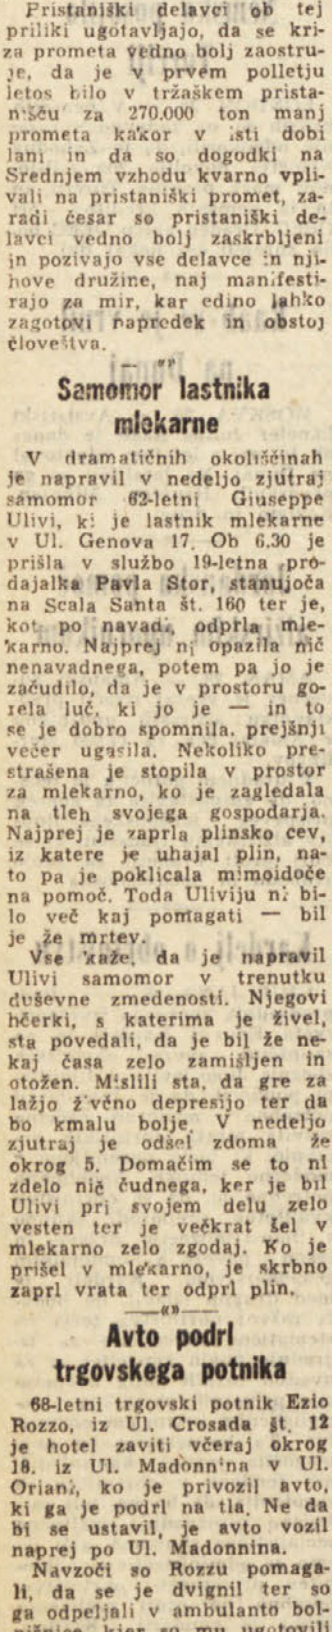 Pristaniški delavci ob tej
priliki ugotavljajo, da se kri-
za prometa vedno bolj zaostru-
je, da je v prvem polletju
letos bilo v tržaškem prista-
nišču za 270.000 ton manj
prometa kakor v isti dobi
lani in da so dogodki na
Srednjem vzhodu kvarno vpli-
vali na pristaniški promet, za-
radi česar so pristaniški de-
lavci vedno bolj zaskrbljeni
in pozivajo vse delavce in nji-
hove družine, naj manifesti-
rajo za mir, kar edino lahko
zagotovi napredek in obstoj
človeštva.
Samomor lastnika
mlekarne
V dramatičnih okoliščinah
je napravil v nedeljo zjutraj
samomor 62-letni Giuseppe
Ulivi, ki je lastnik mlekarne
v Ul. Genova 17. Ob 6.30 je
prišla v službo 19-letna pro-
dajalka Pavla Stor, stanujoča
na Scala Santa št. 160 ter je,
kot po navadi, odprla mle-
karno. Najprej ni opazila nič
nenavadnega, potem pa jo je
začudilo, da je v prostoru go-
rela luč, ki jo je — in to
se je dobro spomnila, prejšnji
večer ugasila. Nekoliko pre-
strašena je stopila v prostor
za mlekarno, ko je zagledala
na tleh svojega gospodarja.
Najprej je zaprla plinsko cev,
iz katere je uhajal plin, na-
to pa je poklicala mimoidoče
na pomoč. Toda Uliviju ni bi-
lo več kaj pomagati — bil
je že mrtev.
Vse kaže, da je napravil
Ulivi samomor v trenutku
duševne zmedenosti. Njegovi
hčerki, s katerima je živel,
sta povedali, da je bil že ne-
kaj časa zelo zamišljen in
otožen. Mislili sta, da gre za
lažjo živčno depresijo ter da
bo kmalu bolje. V nedeljo
zjutraj je odšel zdoma že
okrog 5. Domačim se to ni
zdelo nič čudnega, ker je bil
Ulivi pri svojem delu zelo
vesten ter je večkrat šel v
mlekarno zelo zgodaj. Ko je
prišel v mlekarno, je skrbno
zaprl vrata ter odprl plin.
—«»—
Avto podrl
trgovskega potnika
68-letni trgovski potnik Ezio
Rozzo, iz Ul. Crosada št. 12
je hotel zaviti včeraj okrog
18. iz Ul. Madonnina v Ul.
Oriani, ko je privozil avto,
ki ga je podrl na tla. Ne da
bi se ustavil, je avto vozil
naprej po Ul. Madonnina.
Navzoči so Rozzu pomaga-
li, da se je dvignil ter so
ga odpeljali v ambulanto bol-
nišnice, kjer so mu ugotovili